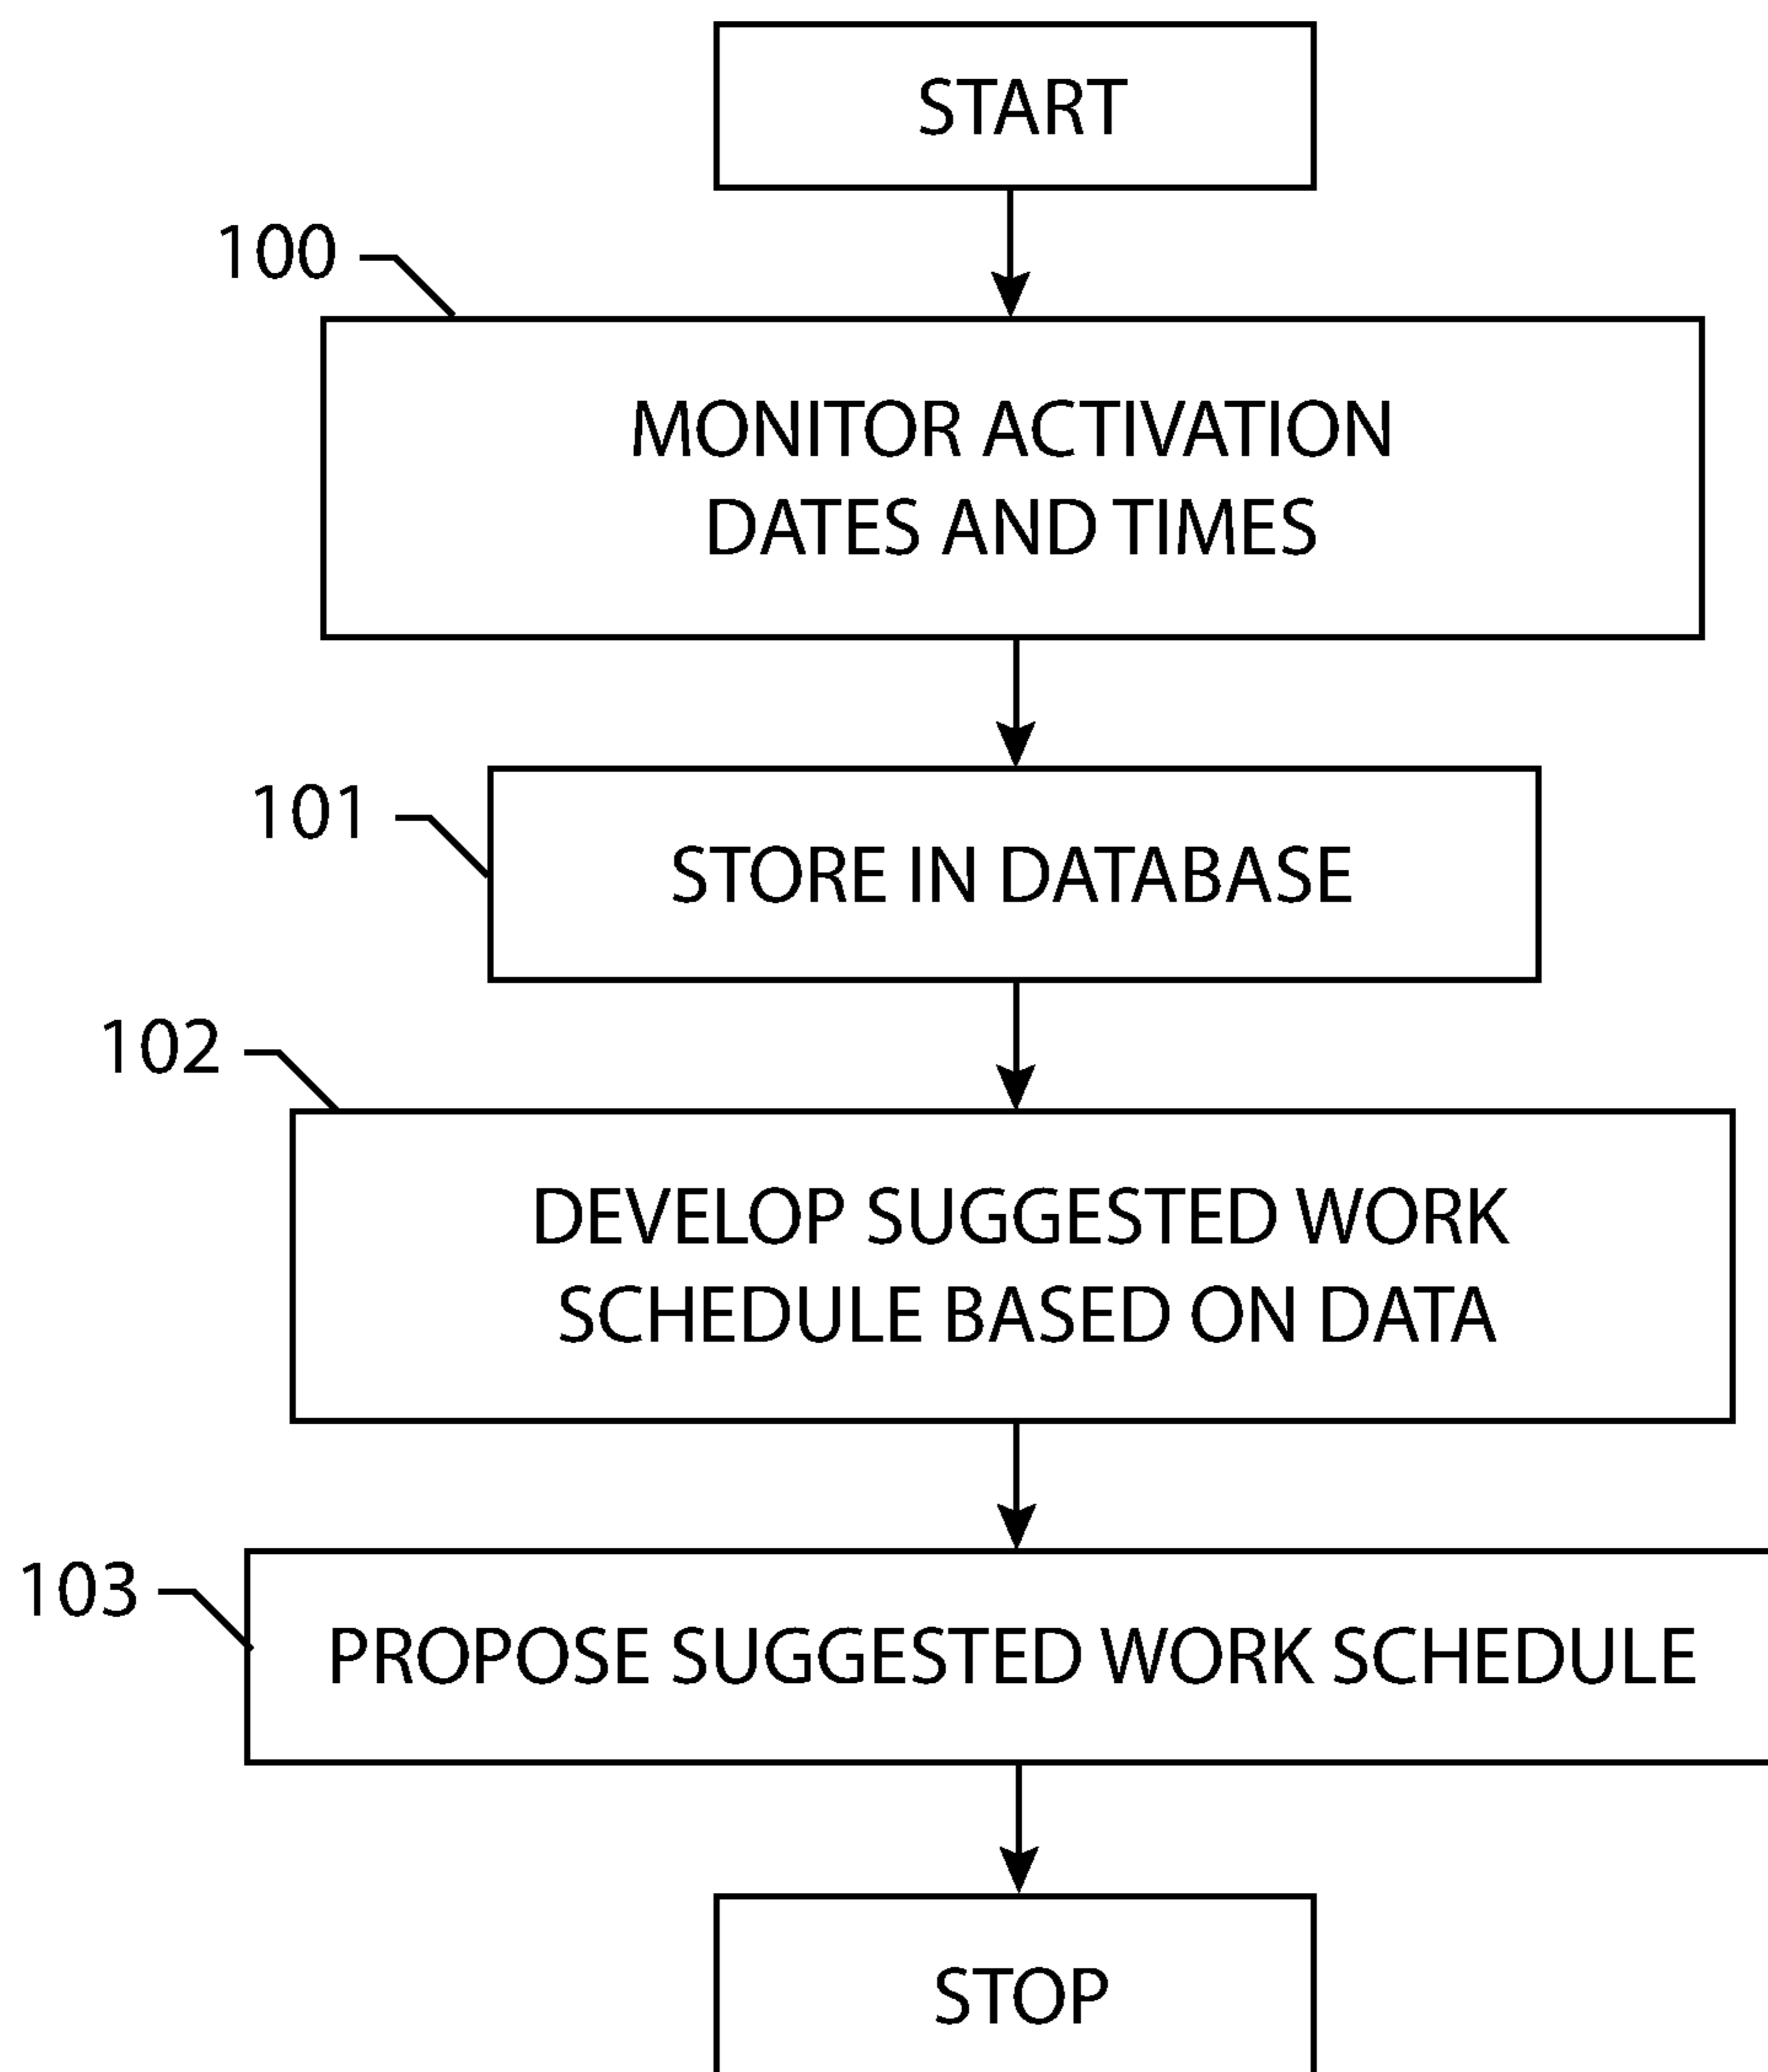 START
100
MONITOR ACTIVATION
DATES AND TIMES
101
STORE IN DATABASE
102
DEVELOP SUGGESTED WORK
SCHEDULE BASED ON DATA
103
PROPOSE SUGGESTED WORK SCHEDULE
STOP